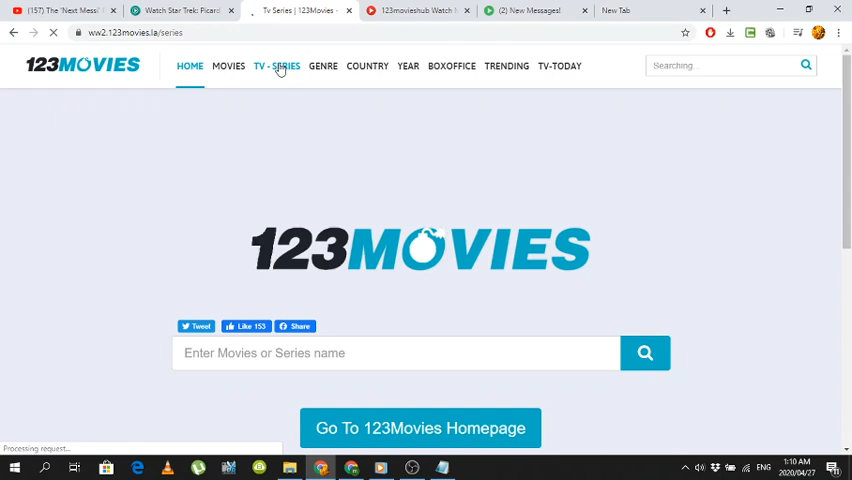 (157) The 'Next Messi' F
Watch Star Trek: Picard
Tv Series | 123Movies -
123movieshub Watch M
(2) New Messages!
New Tab
ww2.123movies.la/series
123MOVIES
HOME MOVIES TV - SERIES GENRE COUNTRY YEAR BOXOFFICE TRENDING TV-TODAY
Searching...
123MOVIES
Tweet Like 153 Share
Enter Movies or Series name
Go To 123Movies Homepage
Processing request...
ENG
1:10 AM
2020/04/27